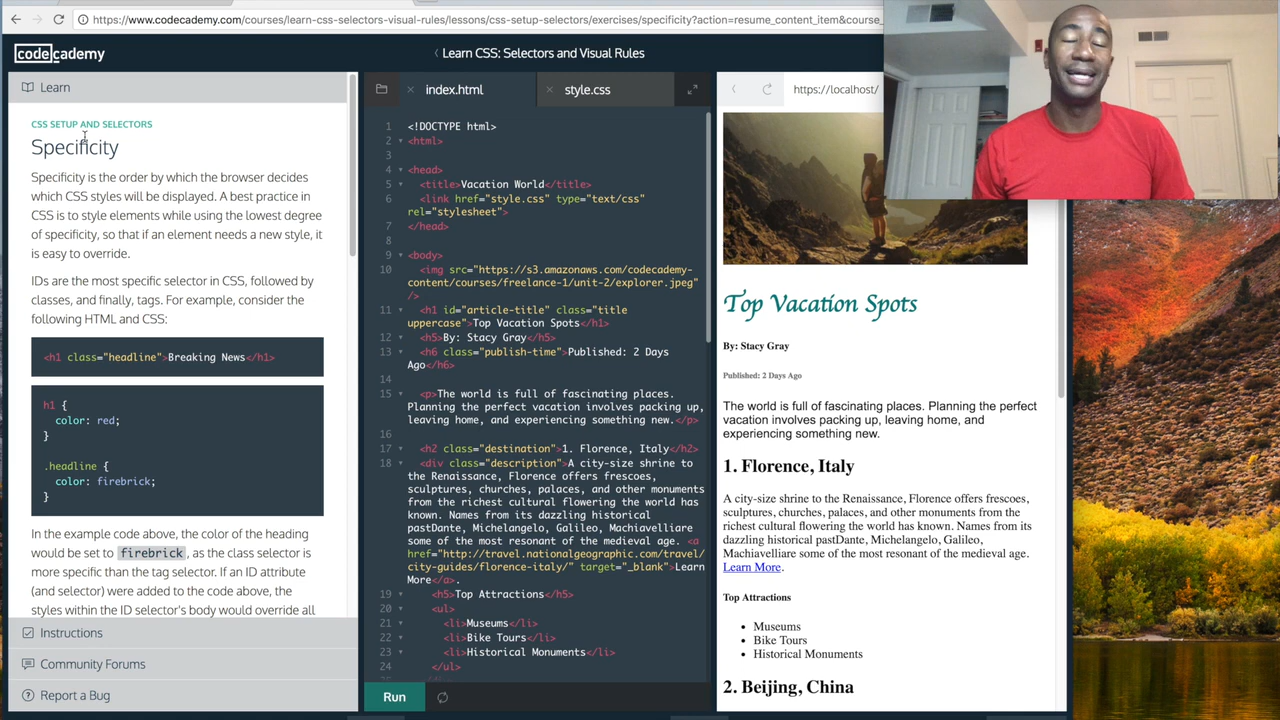 https://www.codecademy.com/courses/learn-css-selectors-visual-rules/lessons/css-setup-selectors/exercises/specificity?action=resume_content_item&course_
codecademy
Learn CSS: Selectors and Visual Rules
Learn
CSS SETUP AND SELECTORS
Specificity
Specificity is the order by which the browser decides
which CSS styles will be displayed. A best practice in
CSS is to style elements while using the lowest degree
of specificity, so that if an element needs a new style, it
is easy to override.
IDs are the most specific selector in CSS, followed by
classes, and finally, tags. For example, consider the
following HTML and CSS:
<h1 class="headline">Breaking News</h1>
h1 {
color: red;
}
.headline {
color: firebrick;
}
In the example code above, the color of the heading
would be set to firebrick, as the class selector is
more specific than the tag selector. If an ID attribute
(and selector) were added to the code above, the
styles within the ID selector's body would override all
Instructions
Community Forums
Report a Bug
index.html
style.css
1 <!DOCTYPE html>
2 <html>
3
4 <head>
5 <title>Vacation World</title>
6 <link href="style.css" type="text/css"
rel="stylesheet">
7 </head>
8
9 <body>
10 <img src="https://s3.amazonaws.com/codecademy-
content/courses/freelance-1/unit-2/explorer.jpeg"
/>
11 <h1 id="article-title" class="title
uppercase">Top Vacation Spots</h1>
12 <h5>By: Stacy Gray</h5>
13 <h6 class="publish-time">Published: 2 Days
Ago</h6>
14
15 <p>The world is full of fascinating places.
Planning the perfect vacation involves packing up,
leaving home, and experiencing something new.</p>
16
17 <h2 class="destination">1. Florence, Italy</h2>
18 <div class="description">A city-size shrine to
the Renaissance, Florence offers frescoes,
sculptures, churches, palaces, and other monuments
from the richest cultural flowering the world has
known. Names from its dazzling historical
pastDante, Michelangelo, Galileo, Machiavelliare
some of the most resonant of the medieval age. <a
href="http://travel.nationalgeographic.com/travel/
city-guides/florence-italy/" target="_blank">Learn
More</a>.
19 <h5>Top Attractions</h5>
20 <ul>
21 <li>Museums</li>
22 <li>Bike Tours</li>
23 <li>Historical Monuments</li>
24 </ul>
Run
https://localhost/
Top Vacation Spots
By: Stacy Gray
Published: 2 Days Ago
The world is full of fascinating places. Planning the perfect
vacation involves packing up, leaving home, and
experiencing something new.
1. Florence, Italy
A city-size shrine to the Renaissance, Florence offers frescoes,
sculptures, churches, palaces, and other monuments from the
richest cultural flowering the world has known. Names from its
dazzling historical pastDante, Michelangelo, Galileo,
Machiavelliare some of the most resonant of the medieval age.
Learn More.
Top Attractions
• Museums
• Bike Tours
• Historical Monuments
2. Beijing, China